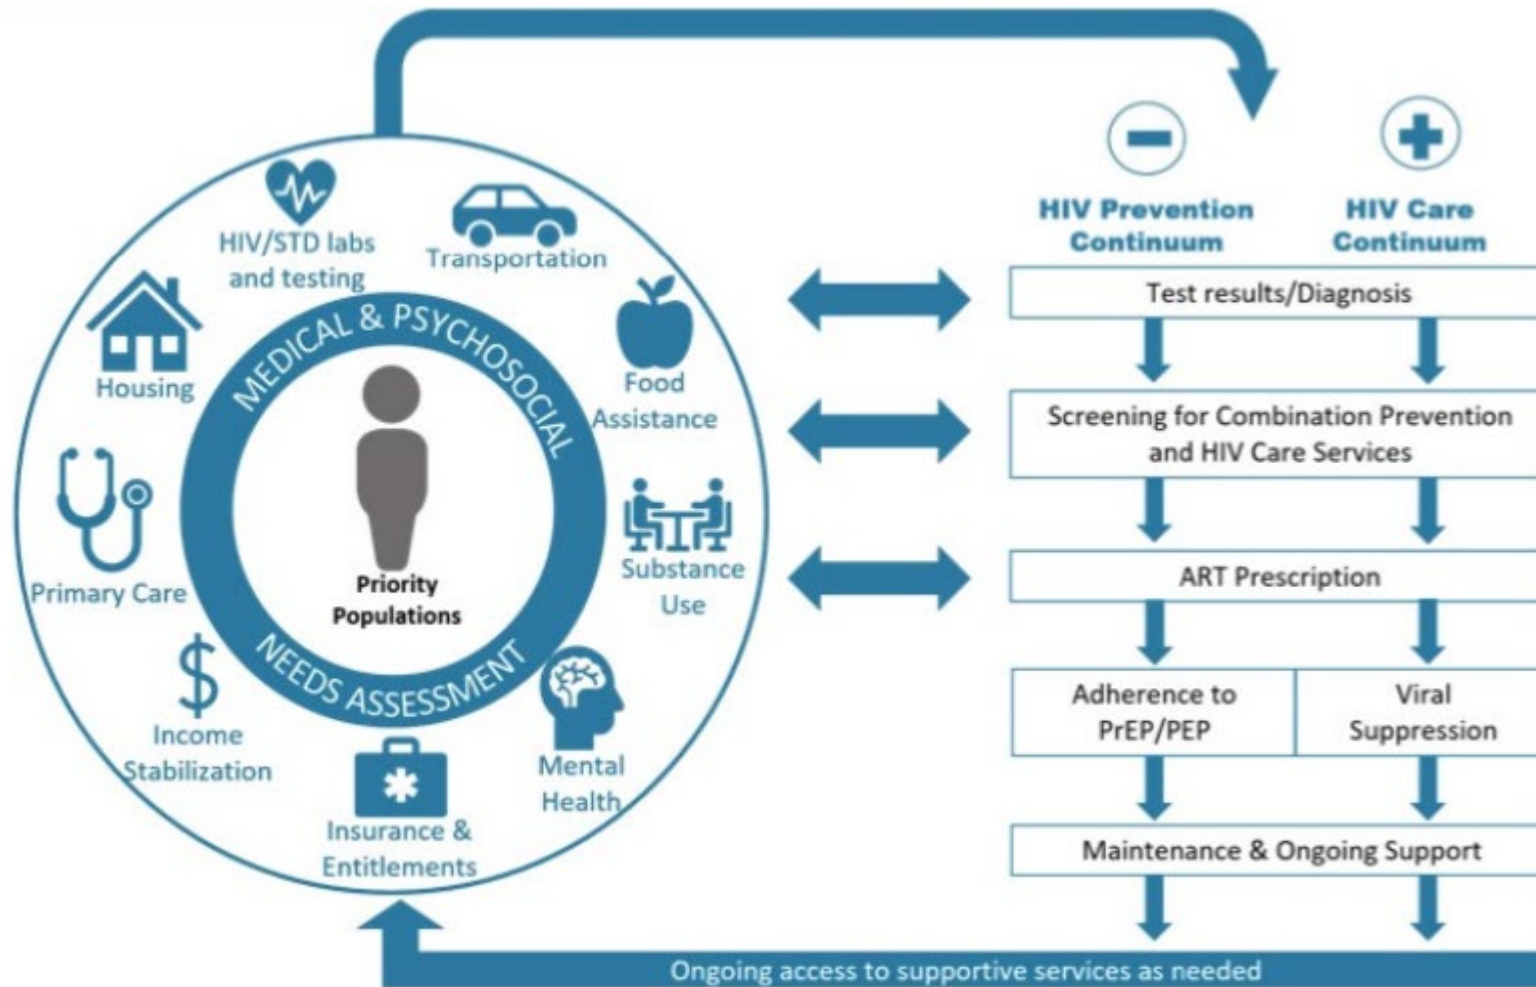 HIV/STD labs
and testing
Transportation
Housing
Food
Assistance
Primary Care
Substance
Use
Income
Stabilization
Mental
Health
Insurance &
Entitlements
MEDICAL & PSYCHOSOCIAL
NEEDS ASSESSMENT
Priority
Populations
HIV Prevention
Continuum
HIV Care
Continuum
Test results/Diagnosis
Screening for Combination Prevention
and HIV Care Services
ART Prescription
Adherence to
PrEP/PEP
Viral
Suppression
Maintenance & Ongoing Support
Ongoing access to supportive services as needed